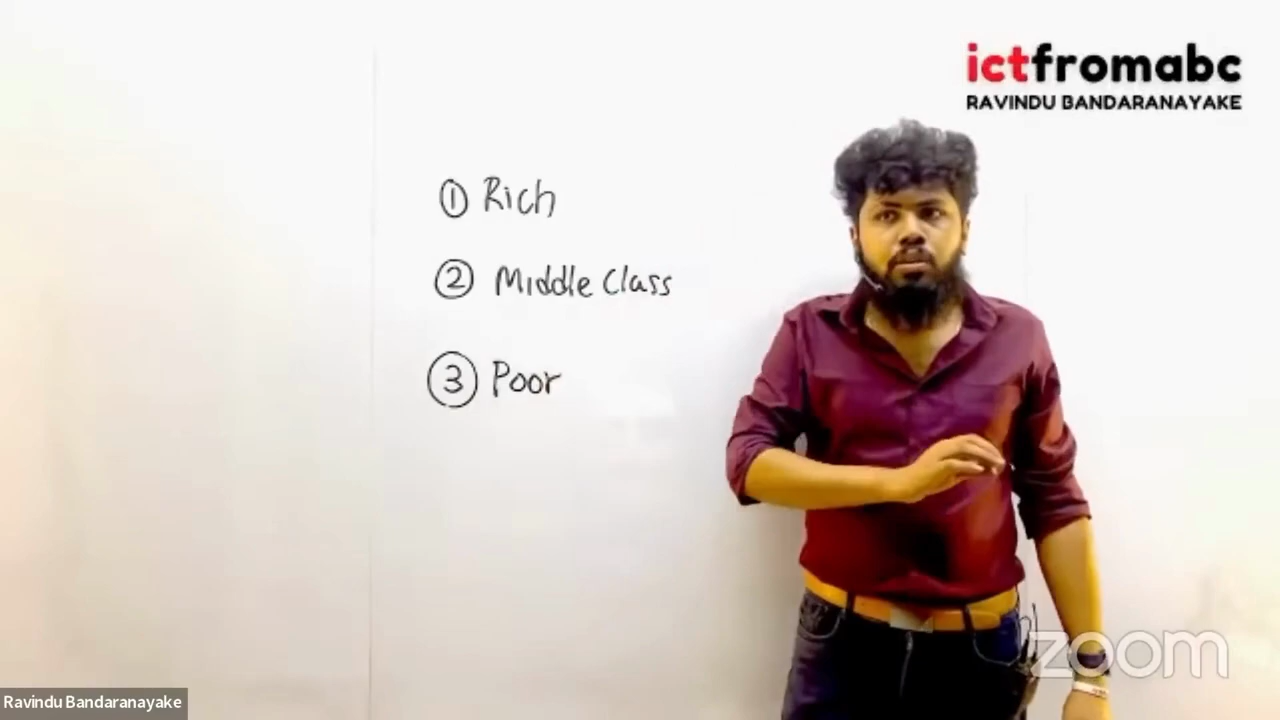 ictfromabc
RAVINDU BANDARANAYAKE
① Rich
② Middle Class
③ Poor
zoom
Ravindu Bandaranayake